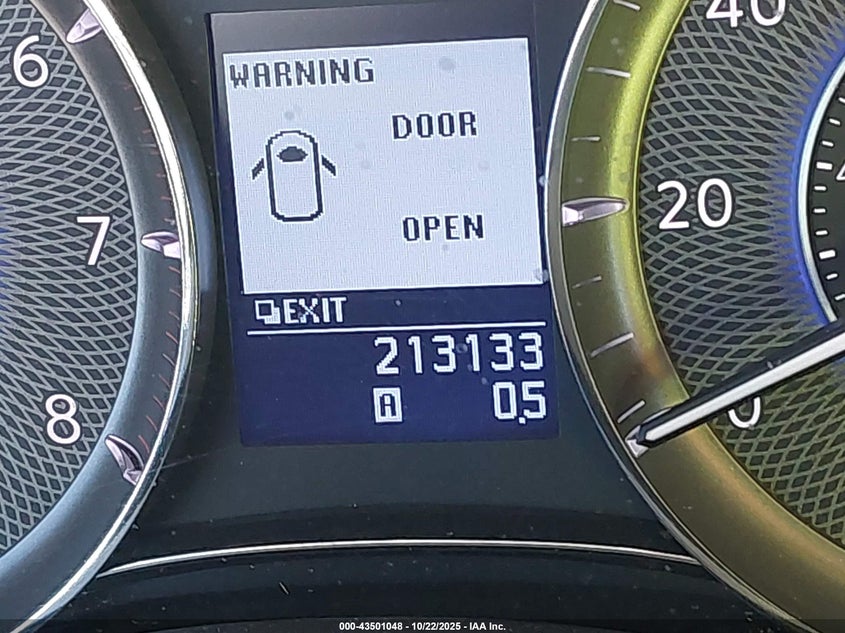 WARNING
DOOR
OPEN
EXIT
213133
A 0.5
6
7
8
40
20
0
000-43501048 - 10/22/2025 - IAA Inc.